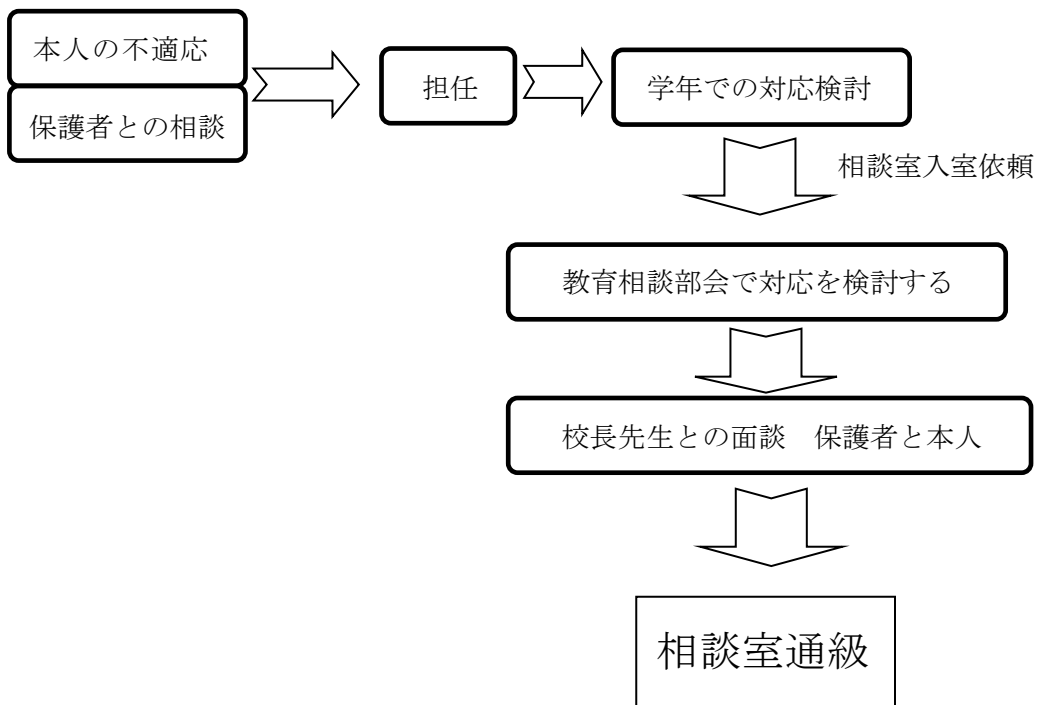 本人の不適応
保護者との相談
担任
学年での対応検討
相談室入室依頼
教育相談部会で対応を検討する
校長先生との面談　保護者と本人
相談室通級